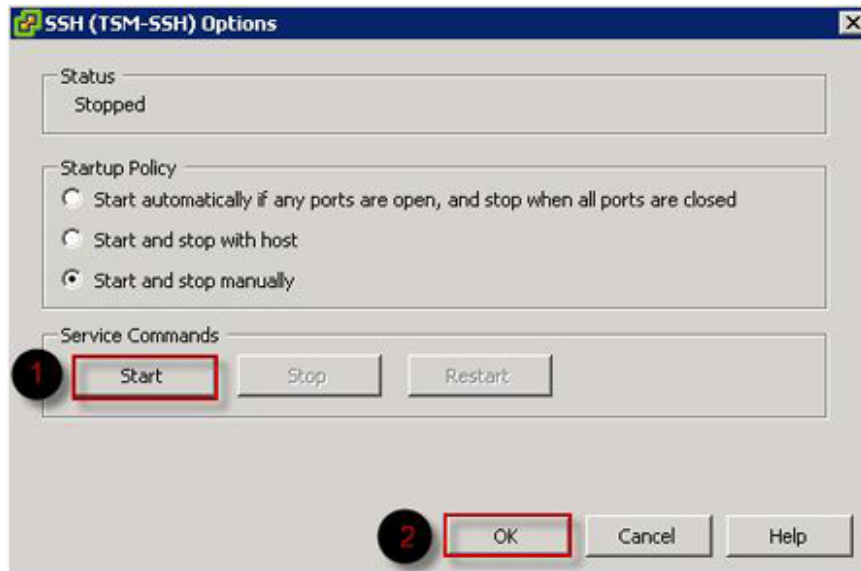 SSH (TSM-SSH) Options
Status
Stopped
Startup Policy
Start automatically if any ports are open, and stop when all ports are closed
Start and stop with host
Start and stop manually
Service Commands
1 Start Stop Restart
2 OK Cancel Help